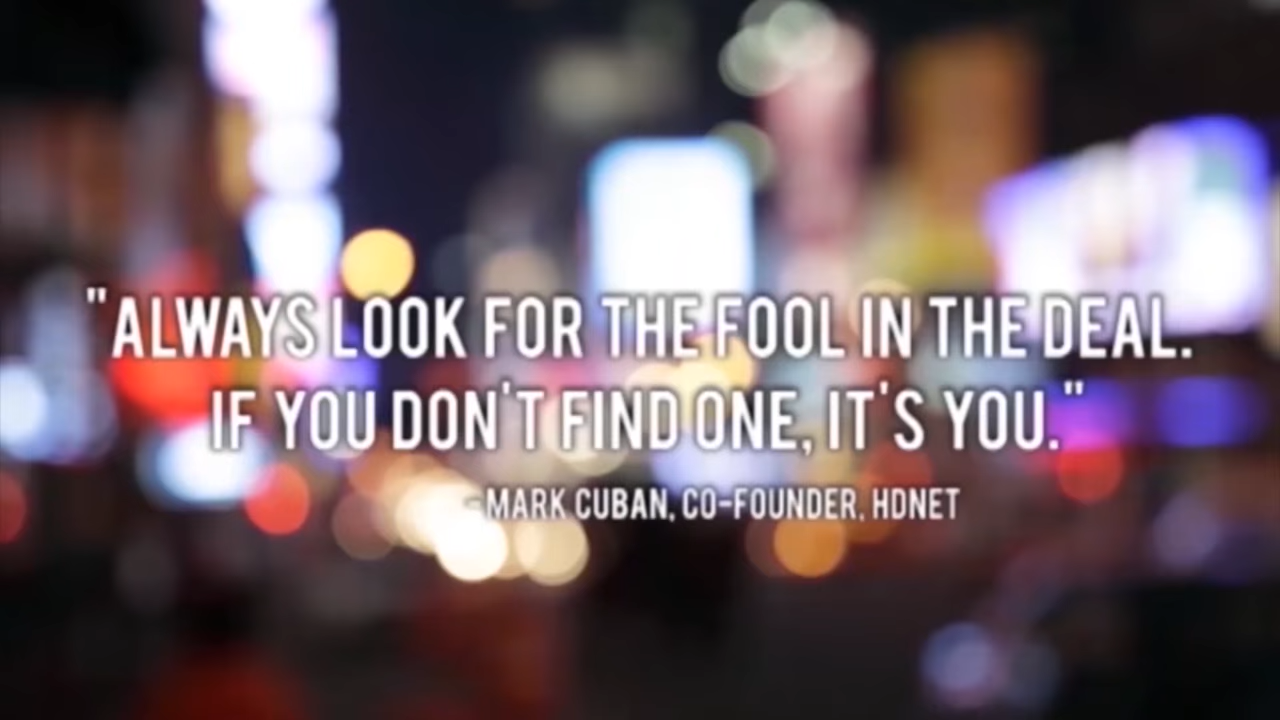 "ALWAYS LOOK FOR THE FOOL IN THE DEAL.
IF YOU DON'T FIND ONE, IT'S YOU."
- MARK CUBAN, CO-FOUNDER, HDNET